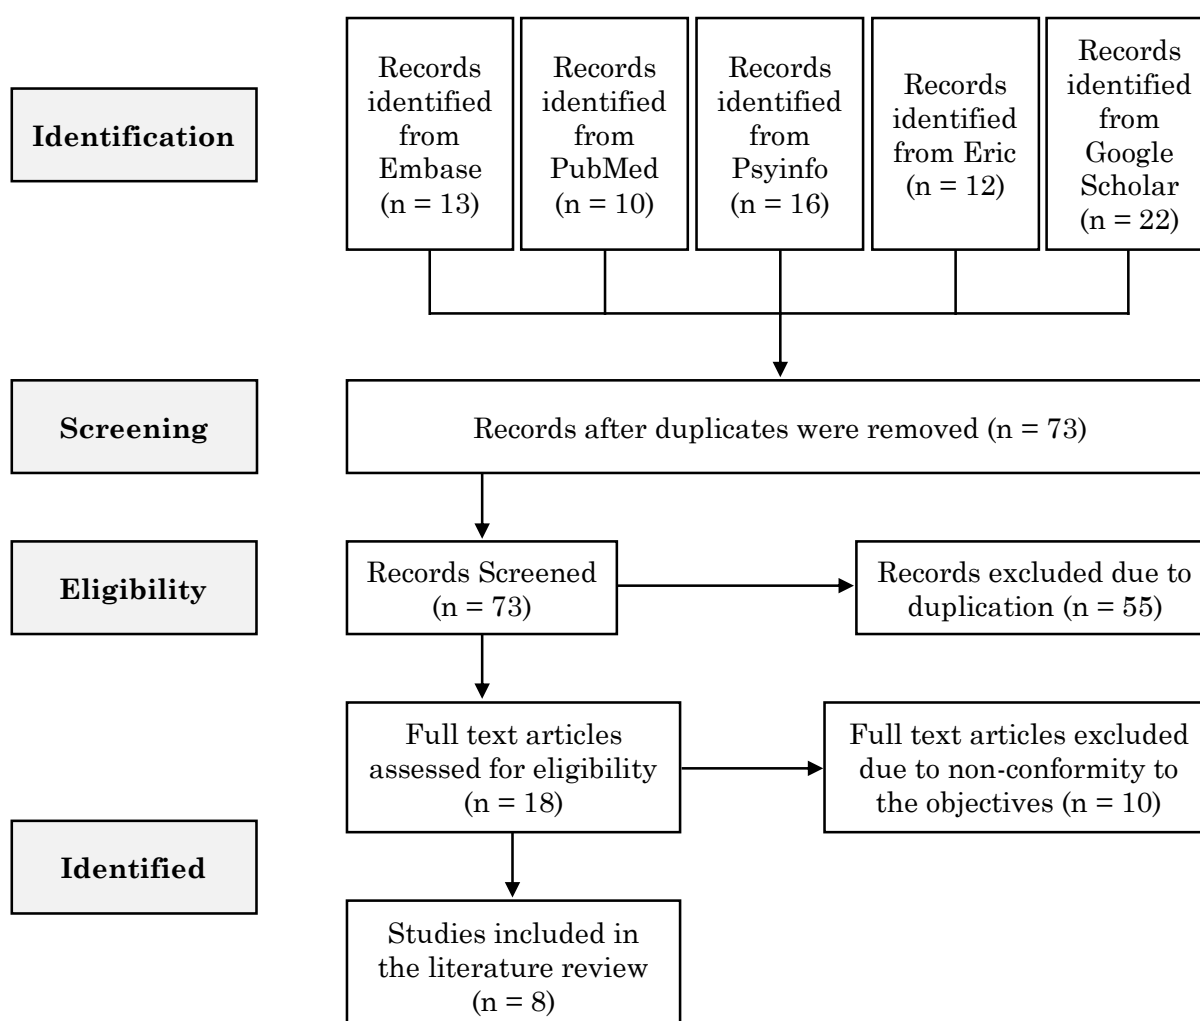 Identification
Records
identified
from
Embase
(n = 13)
Records
identified
from
PubMed
(n = 10)
Records
identified
from
Psyinfo
(n = 16)
Records
identified
from Eric
(n = 12)
Records
identified
from
Google
Scholar
(n = 22)
Screening
Records after duplicates were removed (n = 73)
Eligibility
Records Screened
(n = 73)
Records excluded due to
duplication (n = 55)
Full text articles
assessed for eligibility
(n = 18)
Full text articles excluded
due to non-conformity to
the objectives (n = 10)
Identified
Studies included in
the literature review
(n = 8)